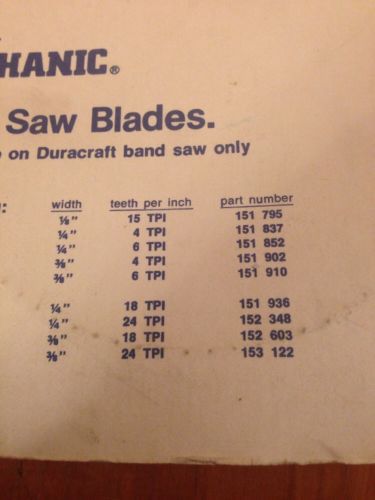 HANIC®
Saw Blades.
on Duracraft band saw only
width teeth per inch part number
⅛" 15 TPI 151 795
¼" 4 TPI 151 837
¼" 6 TPI 151 852
⅜" 4 TPI 151 902
⅜" 6 TPI 151 910
¼" 18 TPI 151 936
¼" 24 TPI 152 348
⅜" 18 TPI 152 603
⅜" 24 TPI 153 122